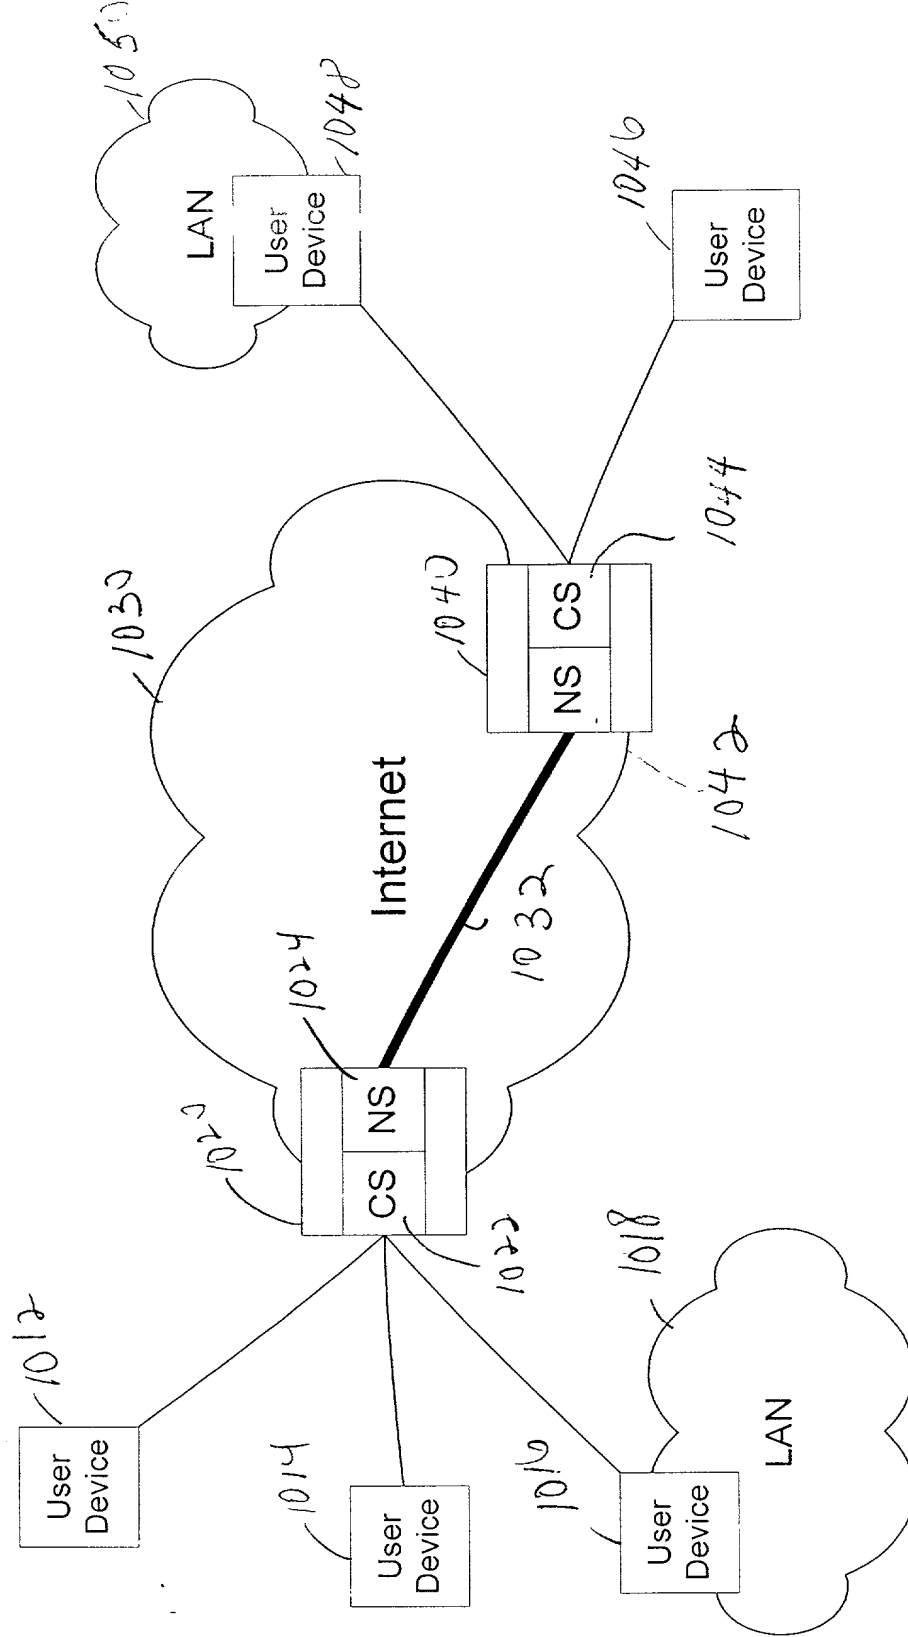 1012
User
Device
1014
User
Device
1016
User
Device
1018
LAN
1020
CS
NS
1022
1024
1030
Internet
1032
1040
NS
CS
1042
1044
1046
User
Device
1048
User
Device
LAN
1050